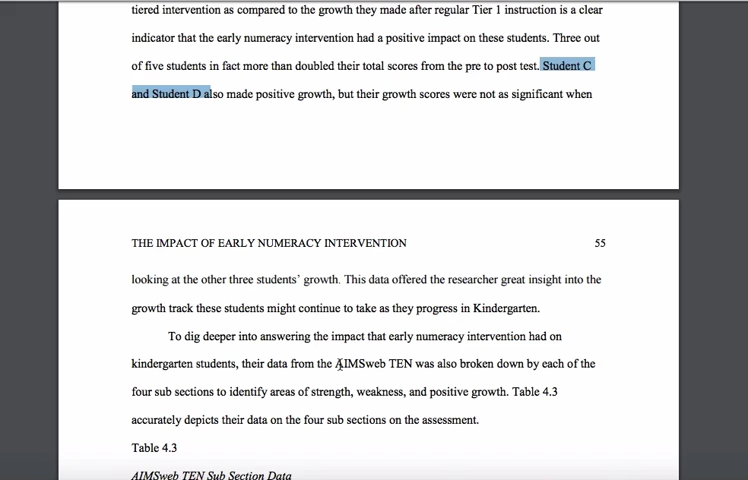 tiered intervention as compared to the growth they made after regular Tier 1 instruction is a clear
indicator that the early numeracy intervention had a positive impact on these students. Three out
of five students in fact more than doubled their total scores from the pre to post test. Student C
and Student D also made positive growth, but their growth scores were not as significant when
THE IMPACT OF EARLY NUMERACY INTERVENTION 55
looking at the other three students' growth. This data offered the researcher great insight into the
growth track these students might continue to take as they progress in Kindergarten.
To dig deeper into answering the impact that early numeracy intervention had on
kindergarten students, their data from the AIMSweb TEN was also broken down by each of the
four sub sections to identify areas of strength, weakness, and positive growth. Table 4.3
accurately depicts their data on the four sub sections on the assessment.
Table 4.3
AIMSweb TEN Sub Section Data